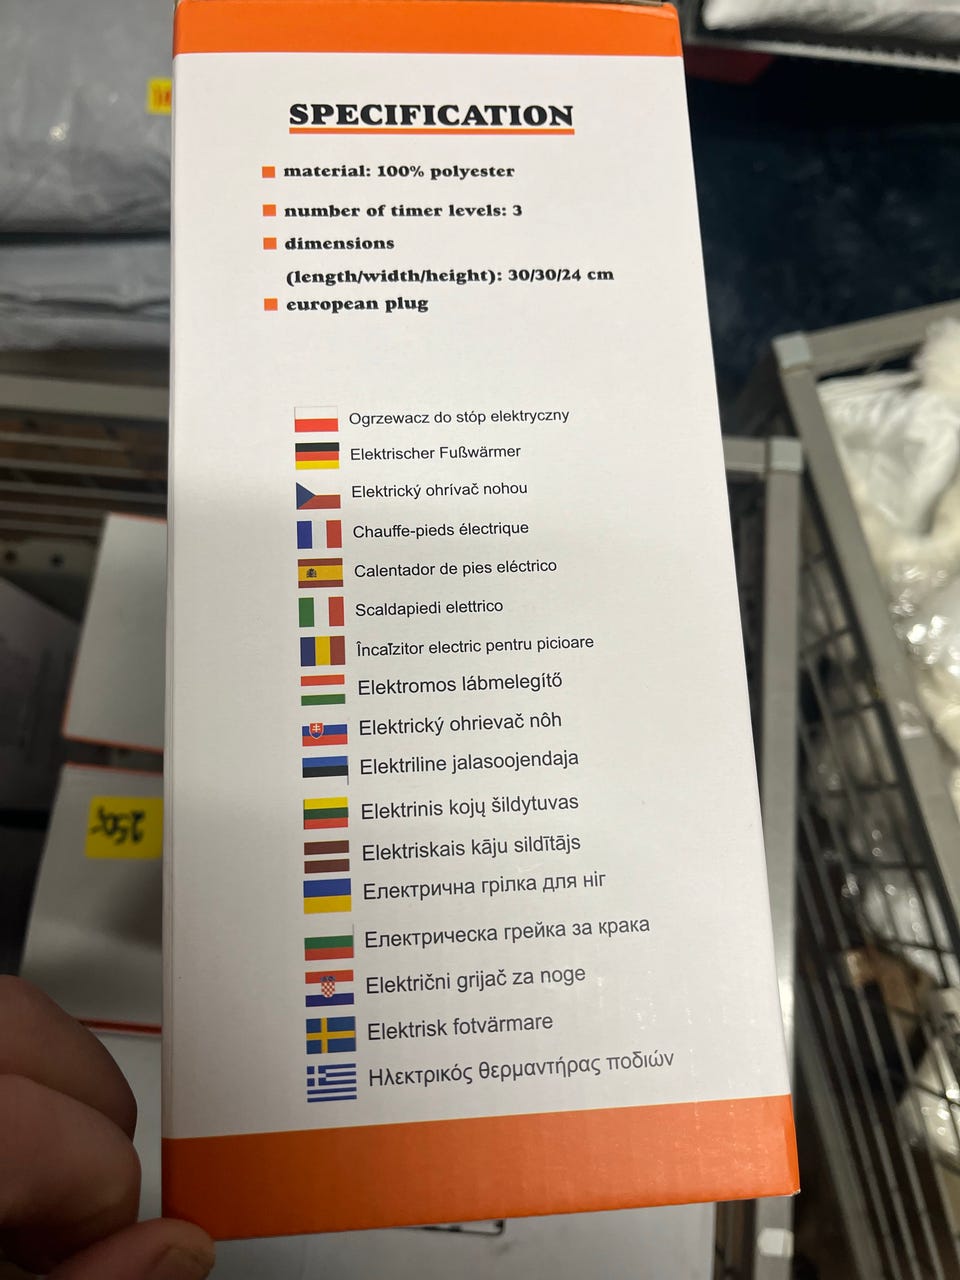 SPECIFICATION
material: 100% polyester
number of timer levels: 3
dimensions
(length/width/height): 30/30/24 cm
european plug
Ogrzewacz do stóp elektryczny
Elektrischer Fußwärmer
Elektrický ohrívač nohou
Chauffe-pieds électrique
Calentador de pies eléctrico
Scaldapiedi elettrico
Încaīzitor electric pentru picioare
Elektromos lábmelegítő
Elektrický ohrievač nôh
Elektriline jalasoojendaja
Elektrinis kojų šildytuvas
Elektriskais kāju sildītājs
Електрична грілка для ніг
Електрическа грейка за крака
Električni grijač za noge
Elektrisk fotvärmare
Ηλεκτρικός θερμαντήρας ποδιών
250,-